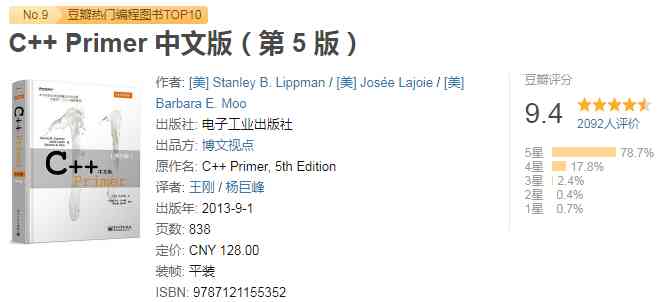 No.9 豆瓣热门编程图书TOP10
C++ Primer 中文版（第 5 版）
作者: [美] Stanley B. Lippman / [美] Josée Lajoie / [美]
Barbara E. Moo
出版社: 电子工业出版社
出品方: 博文视点
原作名: C++ Primer, 5th Edition
译者: 王刚 / 杨巨峰
出版年: 2013-9-1
页数: 838
定价: CNY 128.00
装帧: 平装
ISBN: 9787121155352
C++ 中文版
Primer
豆瓣评分
9.4
2092人评价
5星 78.7%
4星 17.8%
3星 2.4%
2星 0.4%
1星 0.7%